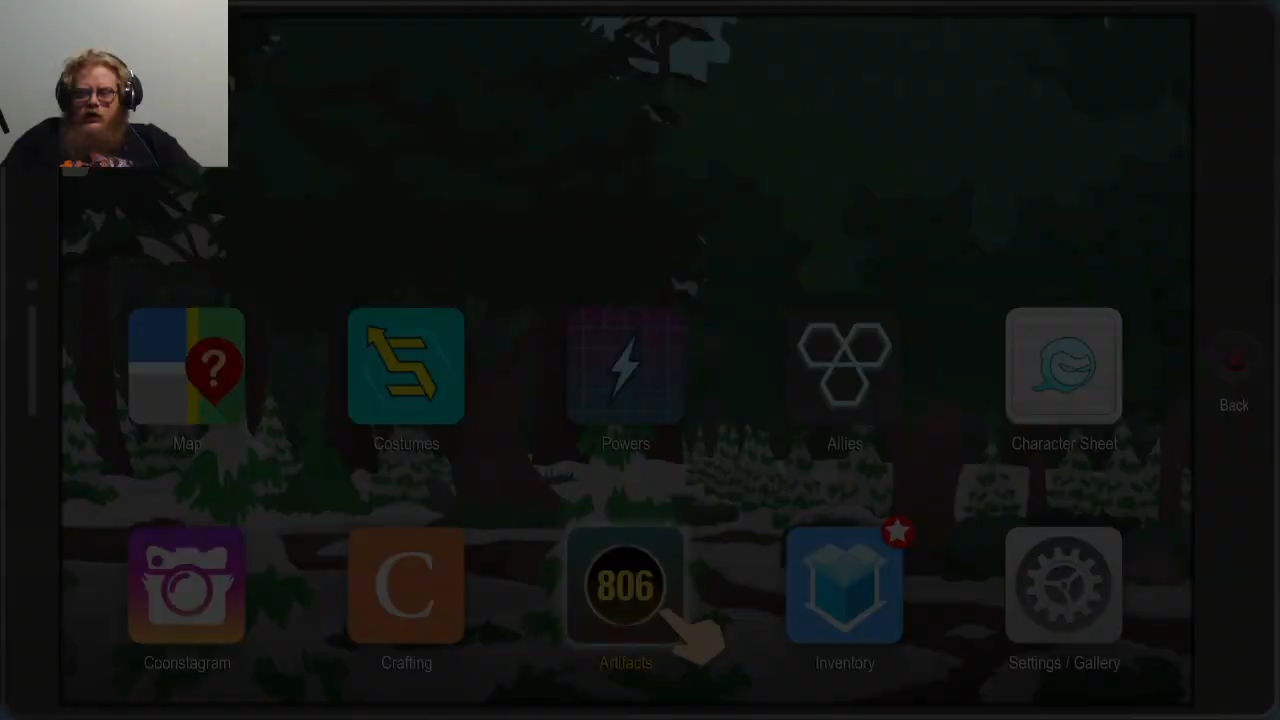 ?
Map
Costumes
Powers
Allies
Character Sheet
Back
C
806
Coonstagram
Crafting
Artifacts
Inventory
Settings / Gallery